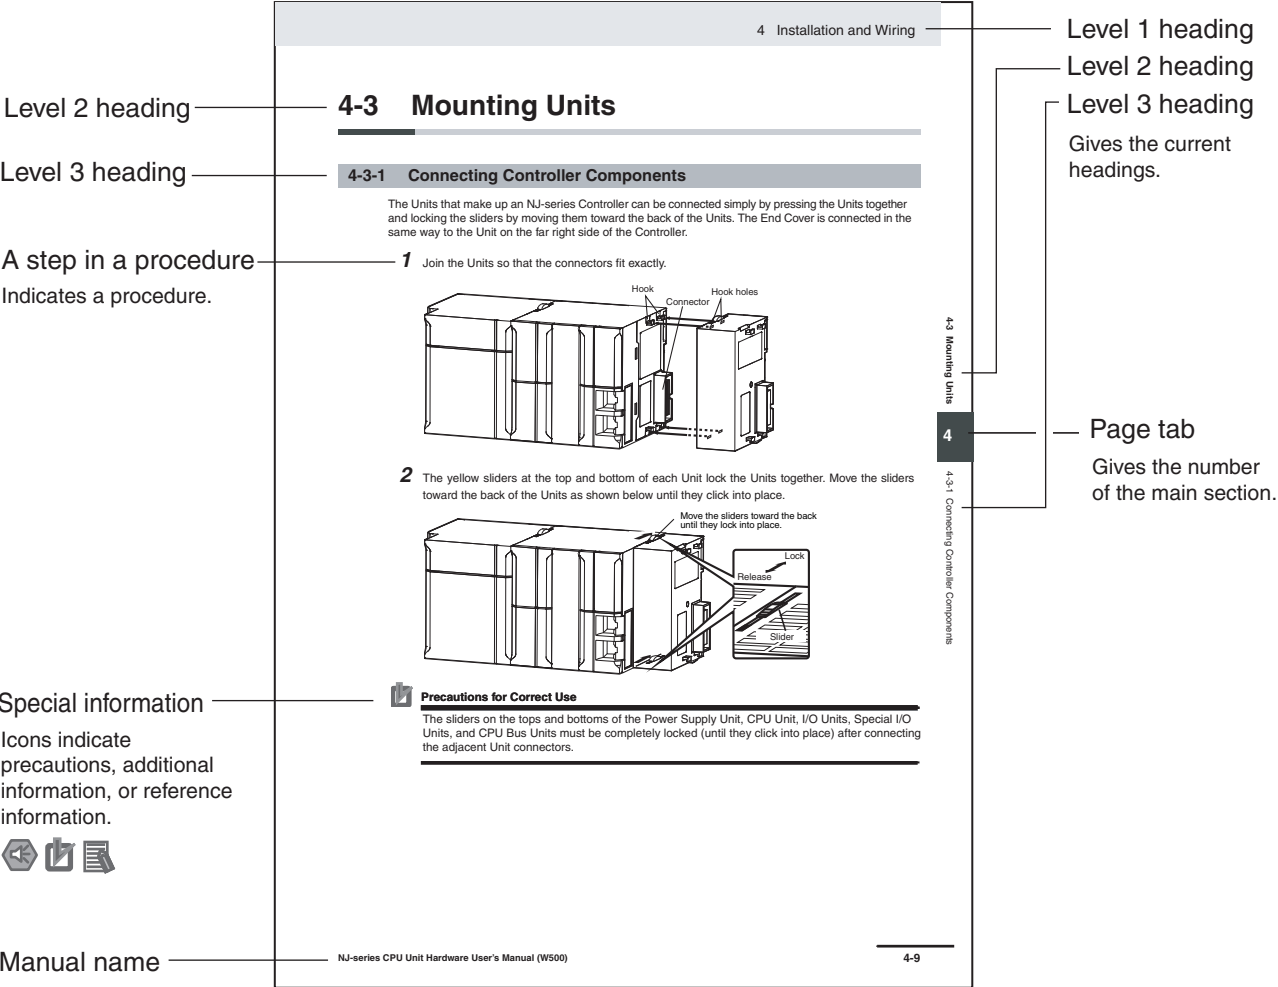 4 Installation and Wiring
Level 1 heading
Level 2 heading
Level 3 heading
Gives the current
headings.
Level 2 heading
4-3 Mounting Units
Level 3 heading
4-3-1 Connecting Controller Components
The Units that make up an NJ-series Controller can be connected simply by pressing the Units together
and locking the sliders by moving them toward the back of the Units. The End Cover is connected in the
same way to the Unit on the far right side of the Controller.
A step in a procedure
Indicates a procedure.
1 Join the Units so that the connectors fit exactly.
Hook
Connector
Hook holes
4-3 Mounting Units
4
4-3-1 Connecting Controller Components
Page tab
Gives the number
of the main section.
2 The yellow sliders at the top and bottom of each Unit lock the Units together. Move the sliders
toward the back of the Units as shown below until they click into place.
Move the sliders toward the back
until they lock into place.
Lock
Release
Slider
Special information
Icons indicate
precautions, additional
information, or reference
information.
Precautions for Correct Use
The sliders on the tops and bottoms of the Power Supply Unit, CPU Unit, I/O Units, Special I/O
Units, and CPU Bus Units must be completely locked (until they click into place) after connecting
the adjacent Unit connectors.
Manual name
NJ-series CPU Unit Hardware User's Manual (W500)
4-9